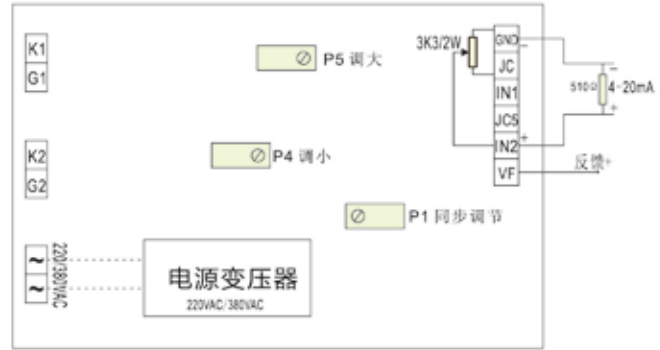 K1
G1
K2
G2
~
~
220/380VAC
电源变压器
220VAC/380VAC
P5 调大
P4 调小
P1 同步调节
3K3/2W
GND
JC
IN1
JC5
IN2
VF
−
+
510Ω
−
4-20mA
+
反馈+